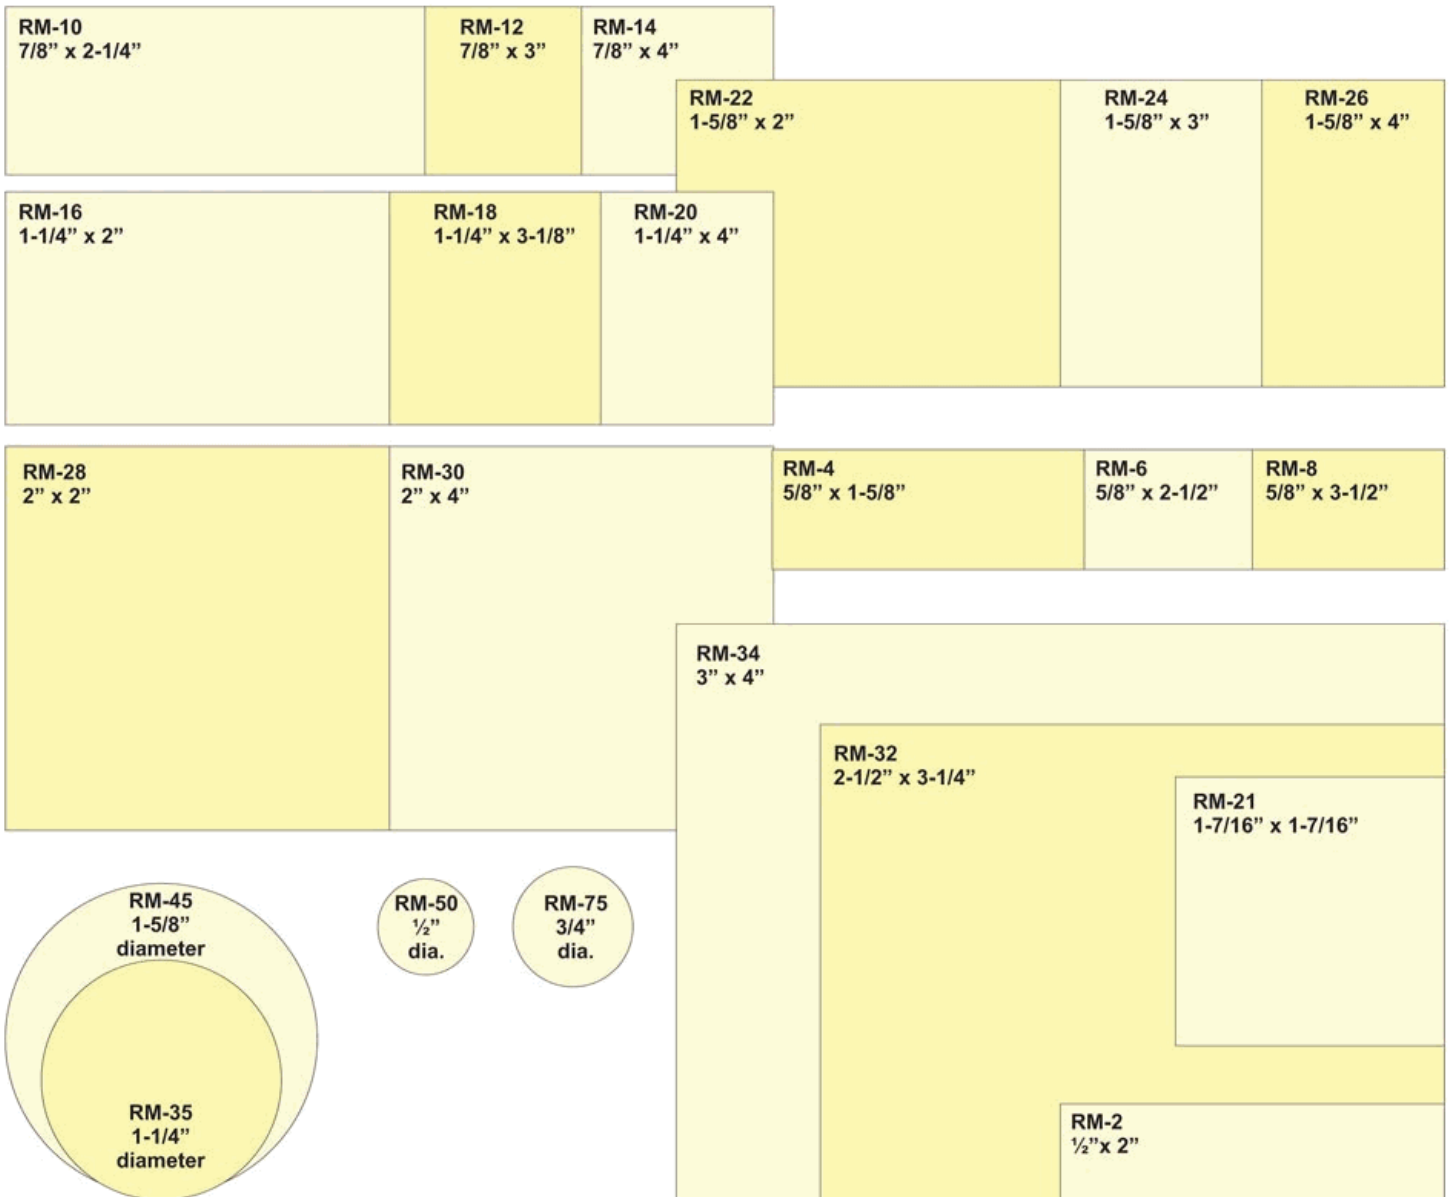 RM-10
7/8” x 2-1/4”
RM-12
7/8” x 3”
RM-14
7/8” x 4”
RM-22
1-5/8” x 2”
RM-24
1-5/8” x 3”
RM-26
1-5/8” x 4”
RM-16
1-1/4” x 2”
RM-18
1-1/4” x 3-1/8”
RM-20
1-1/4” x 4”
RM-28
2” x 2”
RM-30
2” x 4”
RM-4
5/8” x 1-5/8”
RM-6
5/8” x 2-1/2”
RM-8
5/8” x 3-1/2”
RM-34
3” x 4”
RM-32
2-1/2” x 3-1/4”
RM-21
1-7/16” x 1-7/16”
RM-45
1-5/8”
diameter
RM-50
½”
dia.
RM-75
3/4”
dia.
RM-35
1-1/4”
diameter
RM-2
½”x 2”